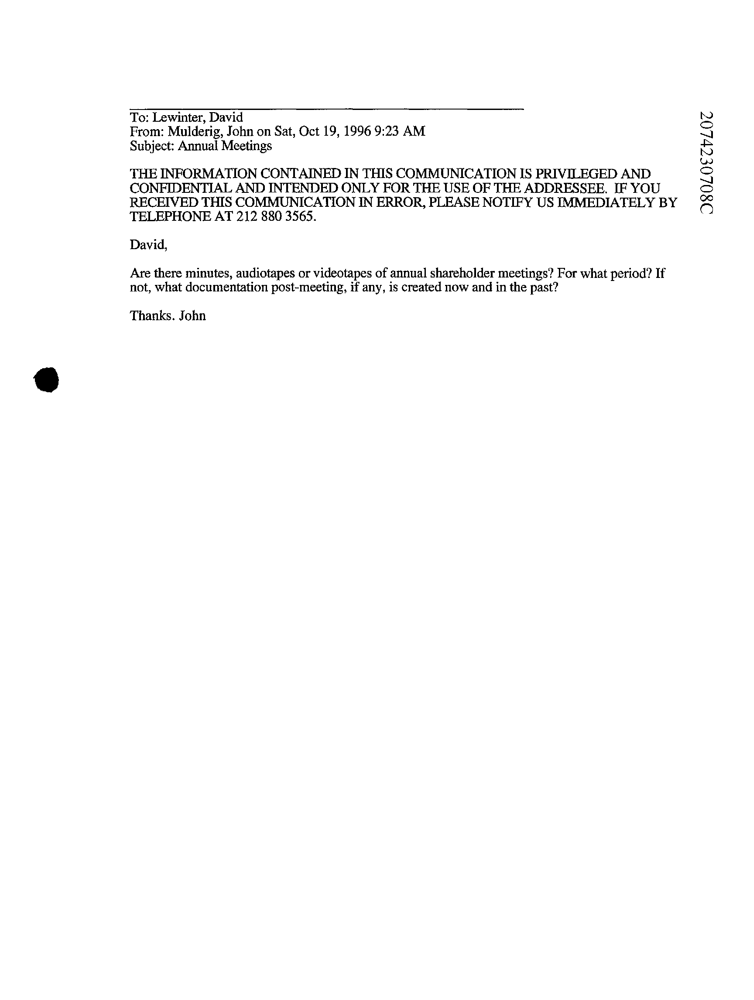 To: Lewinter, David
From: Mulderig, John on Sat, Oct 19, 1996 9:23 AM
Subject: Annual Meetings
THE INFORMATION CONTAINED IN THIS COMMUNICATION IS PRIVILEGED AND
CONFIDENTIAL AND INTENDED ONLY FOR THE USE OF THE ADDRESSEE. IF YOU
RECEIVED THIS COMMUNICATION IN ERROR, PLEASE NOTIFY US IMMEDIATELY BY
TELEPHONE AT 212 880 3565.
David,
Are there minutes, audiotapes or videotapes of annual shareholder meetings? For what period? If
not, what documentation post-meeting, if any, is created now and in the past?
Thanks. John
2074230708C